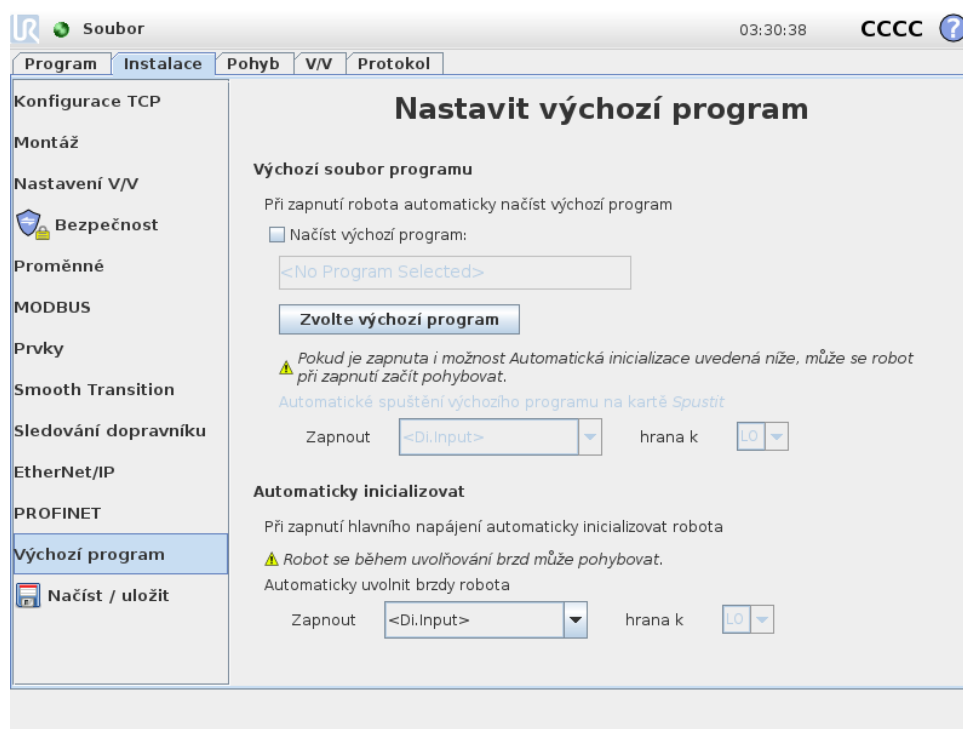 UR Soubor 03:30:38 CCCC ?
Program Instalace Pohyb V/V Protokol
Konfigurace TCP
Montáž
Nastavení V/V
Bezpečnost
Proměnné
MODBUS
Prvky
Smooth Transition
Sledování dopravníku
EtherNet/IP
PROFINET
Výchozí program
Načíst / uložit
Nastavit výchozí program
Výchozí soubor programu
Při zapnutí robota automaticky načíst výchozí program
Načíst výchozí program:
<No Program Selected>
Zvolte výchozí program
Pokud je zapnuta i možnost Automatická inicializace uvedená níže, může se robot
při zapnutí začít pohybovat.
Automatické spuštění výchozího programu na kartě Spustit
Zapnout <Di.Input> hrana k LO
Automaticky inicializovat
Při zapnutí hlavního napájení automaticky inicializovat robota
Robot se během uvolňování brzd může pohybovat.
Automaticky uvolnit brzdy robota
Zapnout <Di.Input> hrana k LO